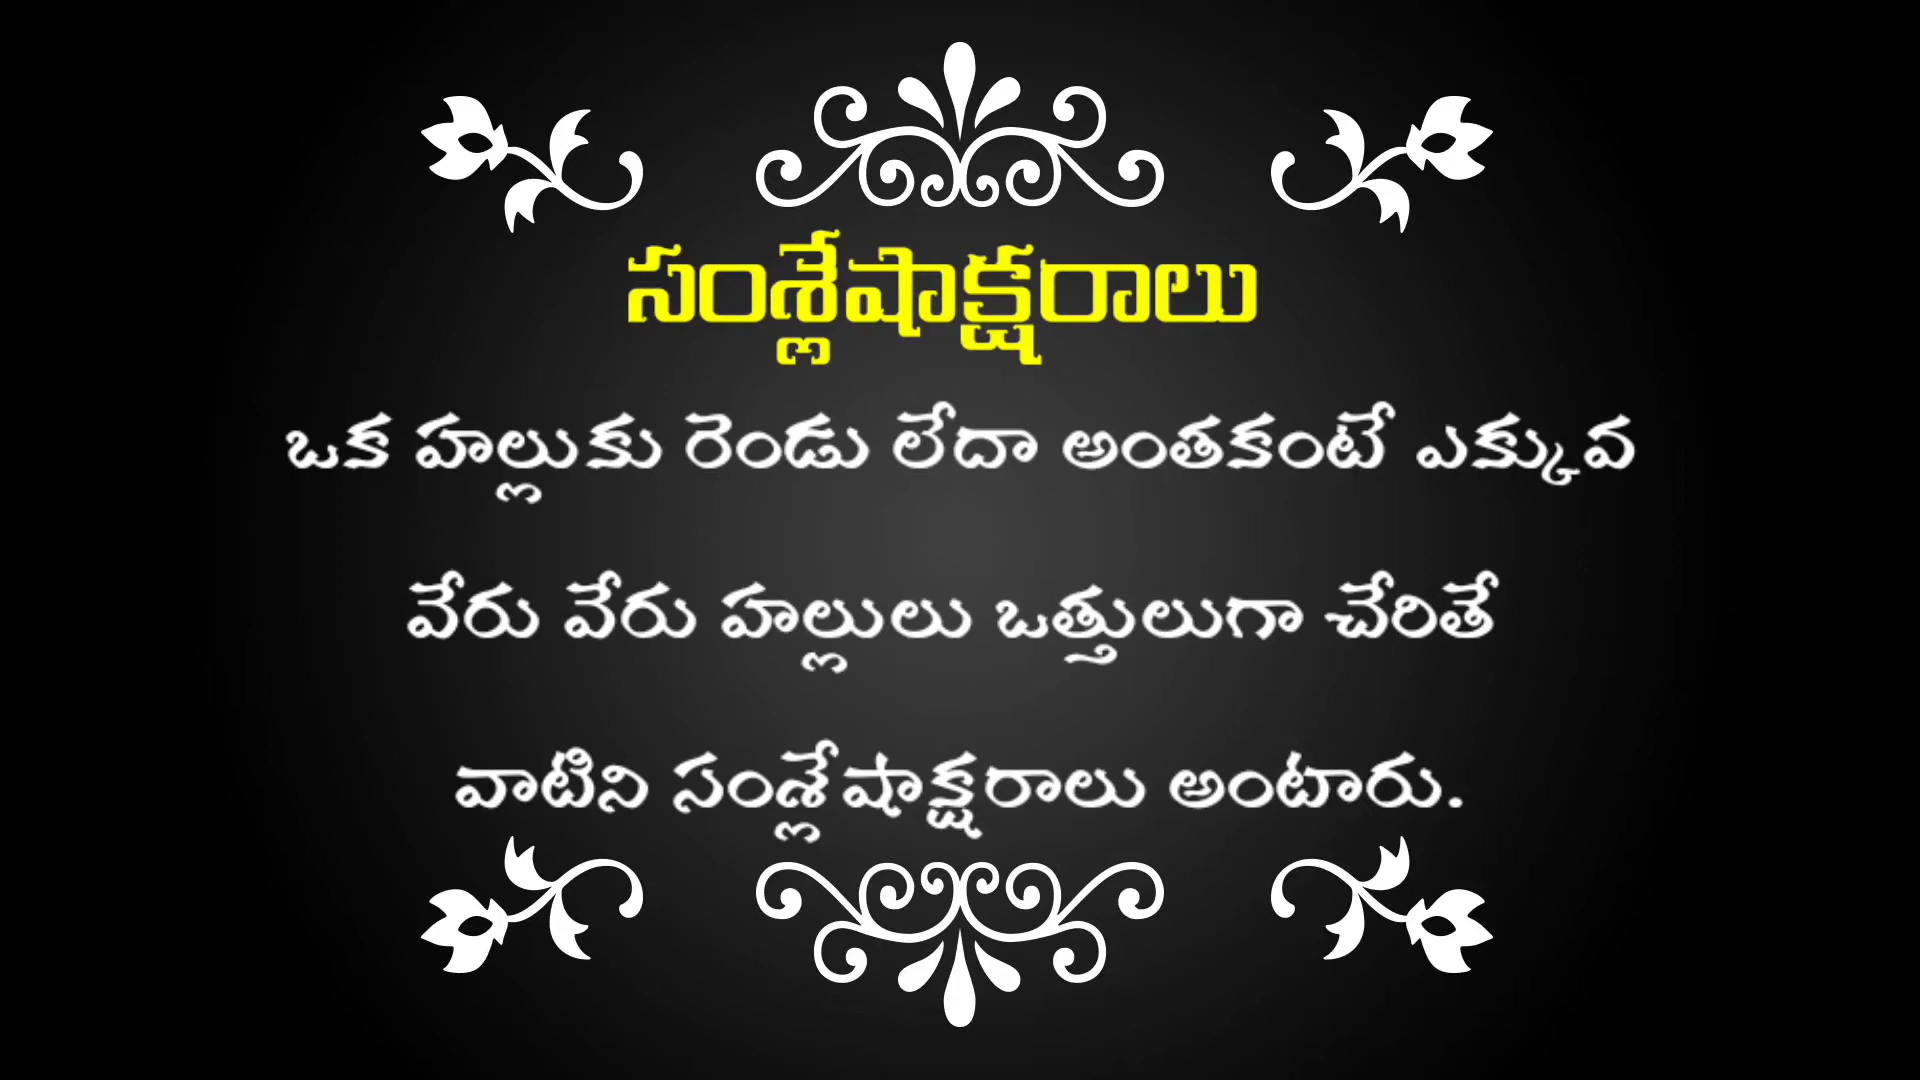 సంశ్లేషాక్షరాలు
ఒక హల్లుకు రెండు లేదా అంతకంటే ఎక్కువ
వేరు వేరు హల్లులు ఒత్తులుగా చేరితే
వాటిని సంశ్లేషాక్షరాలు అంటారు.